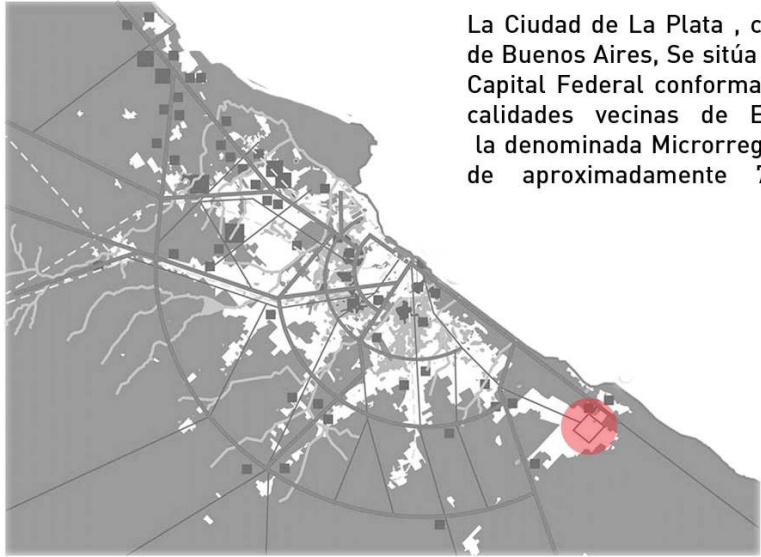 La Ciudad de La Plata , c
de Buenos Aires, Se sitúa
Capital Federal conforma
calidades vecinas de E
la denominada Microrreg
de aproximadamente 7